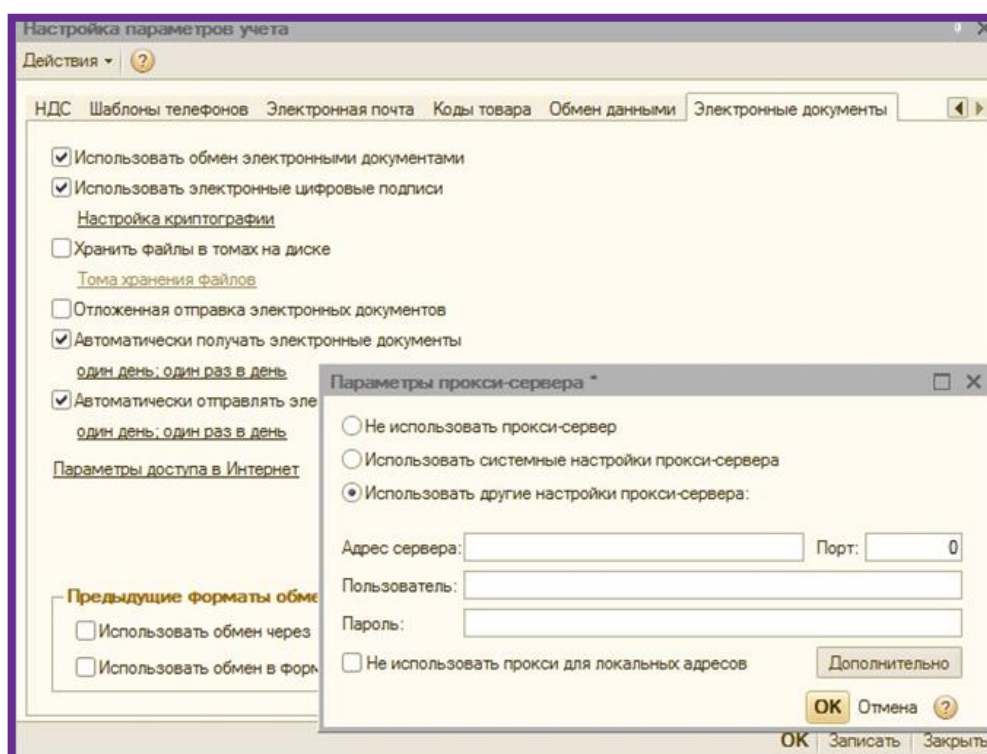 Настройка параметров учета
Действия
НДС Шаблоны телефонов Электронная почта Коды товара Обмен данными Электронные документы
Использовать обмен электронными документами
Использовать электронные цифровые подписи
Настройка криптографии
Хранить файлы в томах на диске
Тома хранения файлов
Отложенная отправка электронных документов
Автоматически получать электронные документы
один день; один раз в день
Автоматически отправлять эле
один день; один раз в день
Параметры доступа в Интернет
Предыдущие форматы обме
Использовать обмен через
Использовать обмен в форм
Параметры прокси-сервера *
Не использовать прокси-сервер
Использовать системные настройки прокси-сервера
Использовать другие настройки прокси-сервера:
Адрес сервера: Порт: 0
Пользователь:
Пароль:
Не использовать прокси для локальных адресов Дополнительно
OK Отмена ?
OK Записать Закрыть